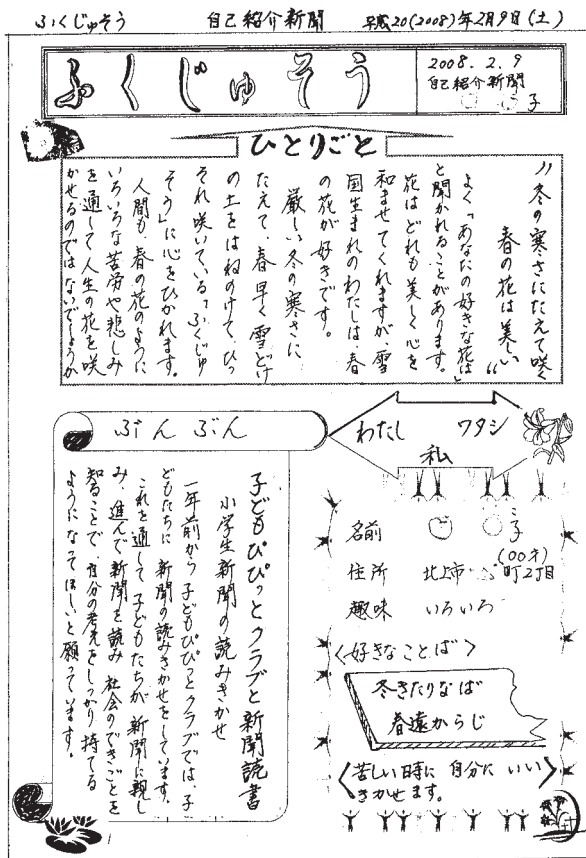 ふくじゅそう　自己紹介新聞　平成20(2008)年2月9日(土)
ふくじゅそう
2008.2.9
自己紹介新聞
子
ひとりごと
〝冬の寒さにたえて咲く
春の花は美しい〟
よく「あなたの好きな花は」
と聞かれることがあります。
花はどれも美しく心を
和ませてくれますが、雪
国生まれのわたしは、春
の花が好きです。
厳しい冬の寒さに
たえて、春早く雪どけ
の土をはねのけて、ひっ
それ咲いている「ふくじゅ
そう」に心をひかれます。
人間も、春の花のように
いろいろな苦労や悲しみ
を通して人生の花を咲
かせるのではないでしょうか
わたし　ワタシ
私
名前　子
(00才)
住所　北上市　町2丁目
趣味　いろいろ
〈好きなことば〉
冬きたりなば
春遠からじ
〈苦しい日時に　自分に　いい
きかせます。〉
ぶんぶん
子どもぴぴっとクラブと新聞読書
小学生新聞の読みきかせ
一年前から子どもぴぴっとクラブでは、子
どもたちに新聞の読みきかせをしています。
これを通して子どもたちが新聞に親し
み、進んで新聞を読み社会のできごとを
知ることで、自分の考えをしっかり持てる
ようになってほしいと願っています。